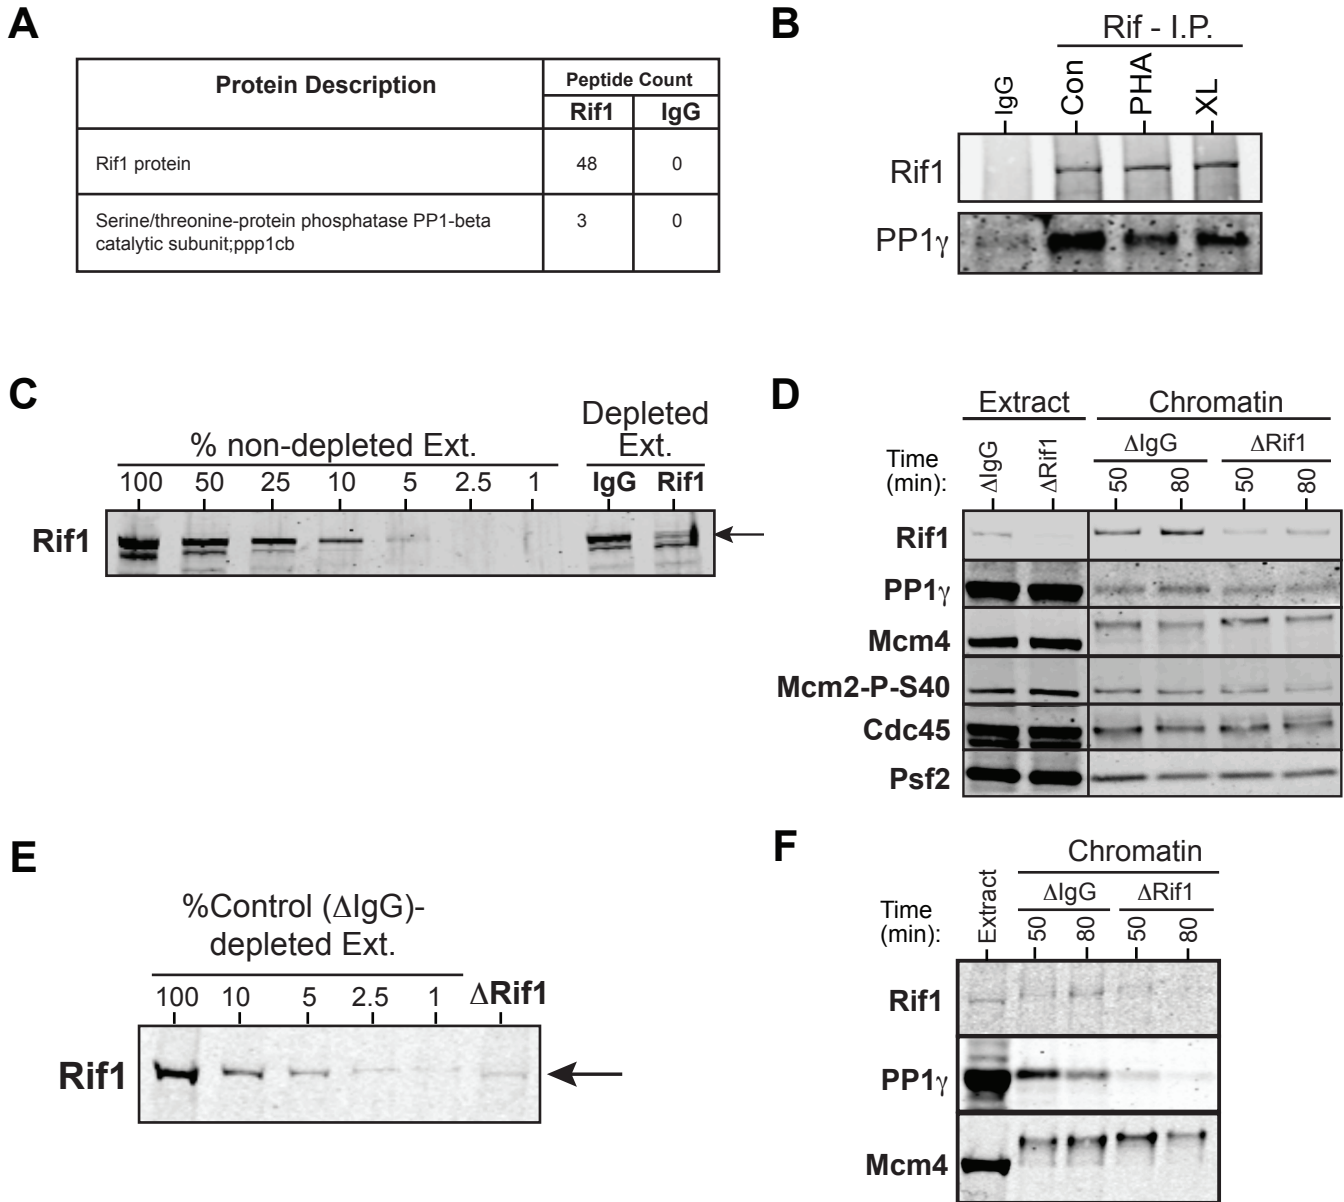 A
Protein Description
Peptide Count
Rif1 IgG
Rif1 protein 48 0
Serine/threonine-protein phosphatase PP1-beta 3 0
catalytic subunit;ppp1cb
B
Rif - I.P.
IgG Con PHA XL
Rif1
PP1γ
C
% non-depleted Ext.
Depleted
Ext.
100 50 25 10 5 2.5 1 IgG Rif1
Rif1
D
Extract Chromatin
ΔIgG ΔRif1
Time
(min):
ΔIgG ΔRif1 50 80 50 80
Rif1
PP1γ
Mcm4
Mcm2-P-S40
Cdc45
Psf2
E
%Control (ΔIgG)-
depleted Ext.
100 10 5 2.5 1 ΔRif1
Rif1
F
Chromatin
ΔIgG ΔRif1
Time
(min):
Extract 50 80 50 80
Rif1
PP1γ
Mcm4